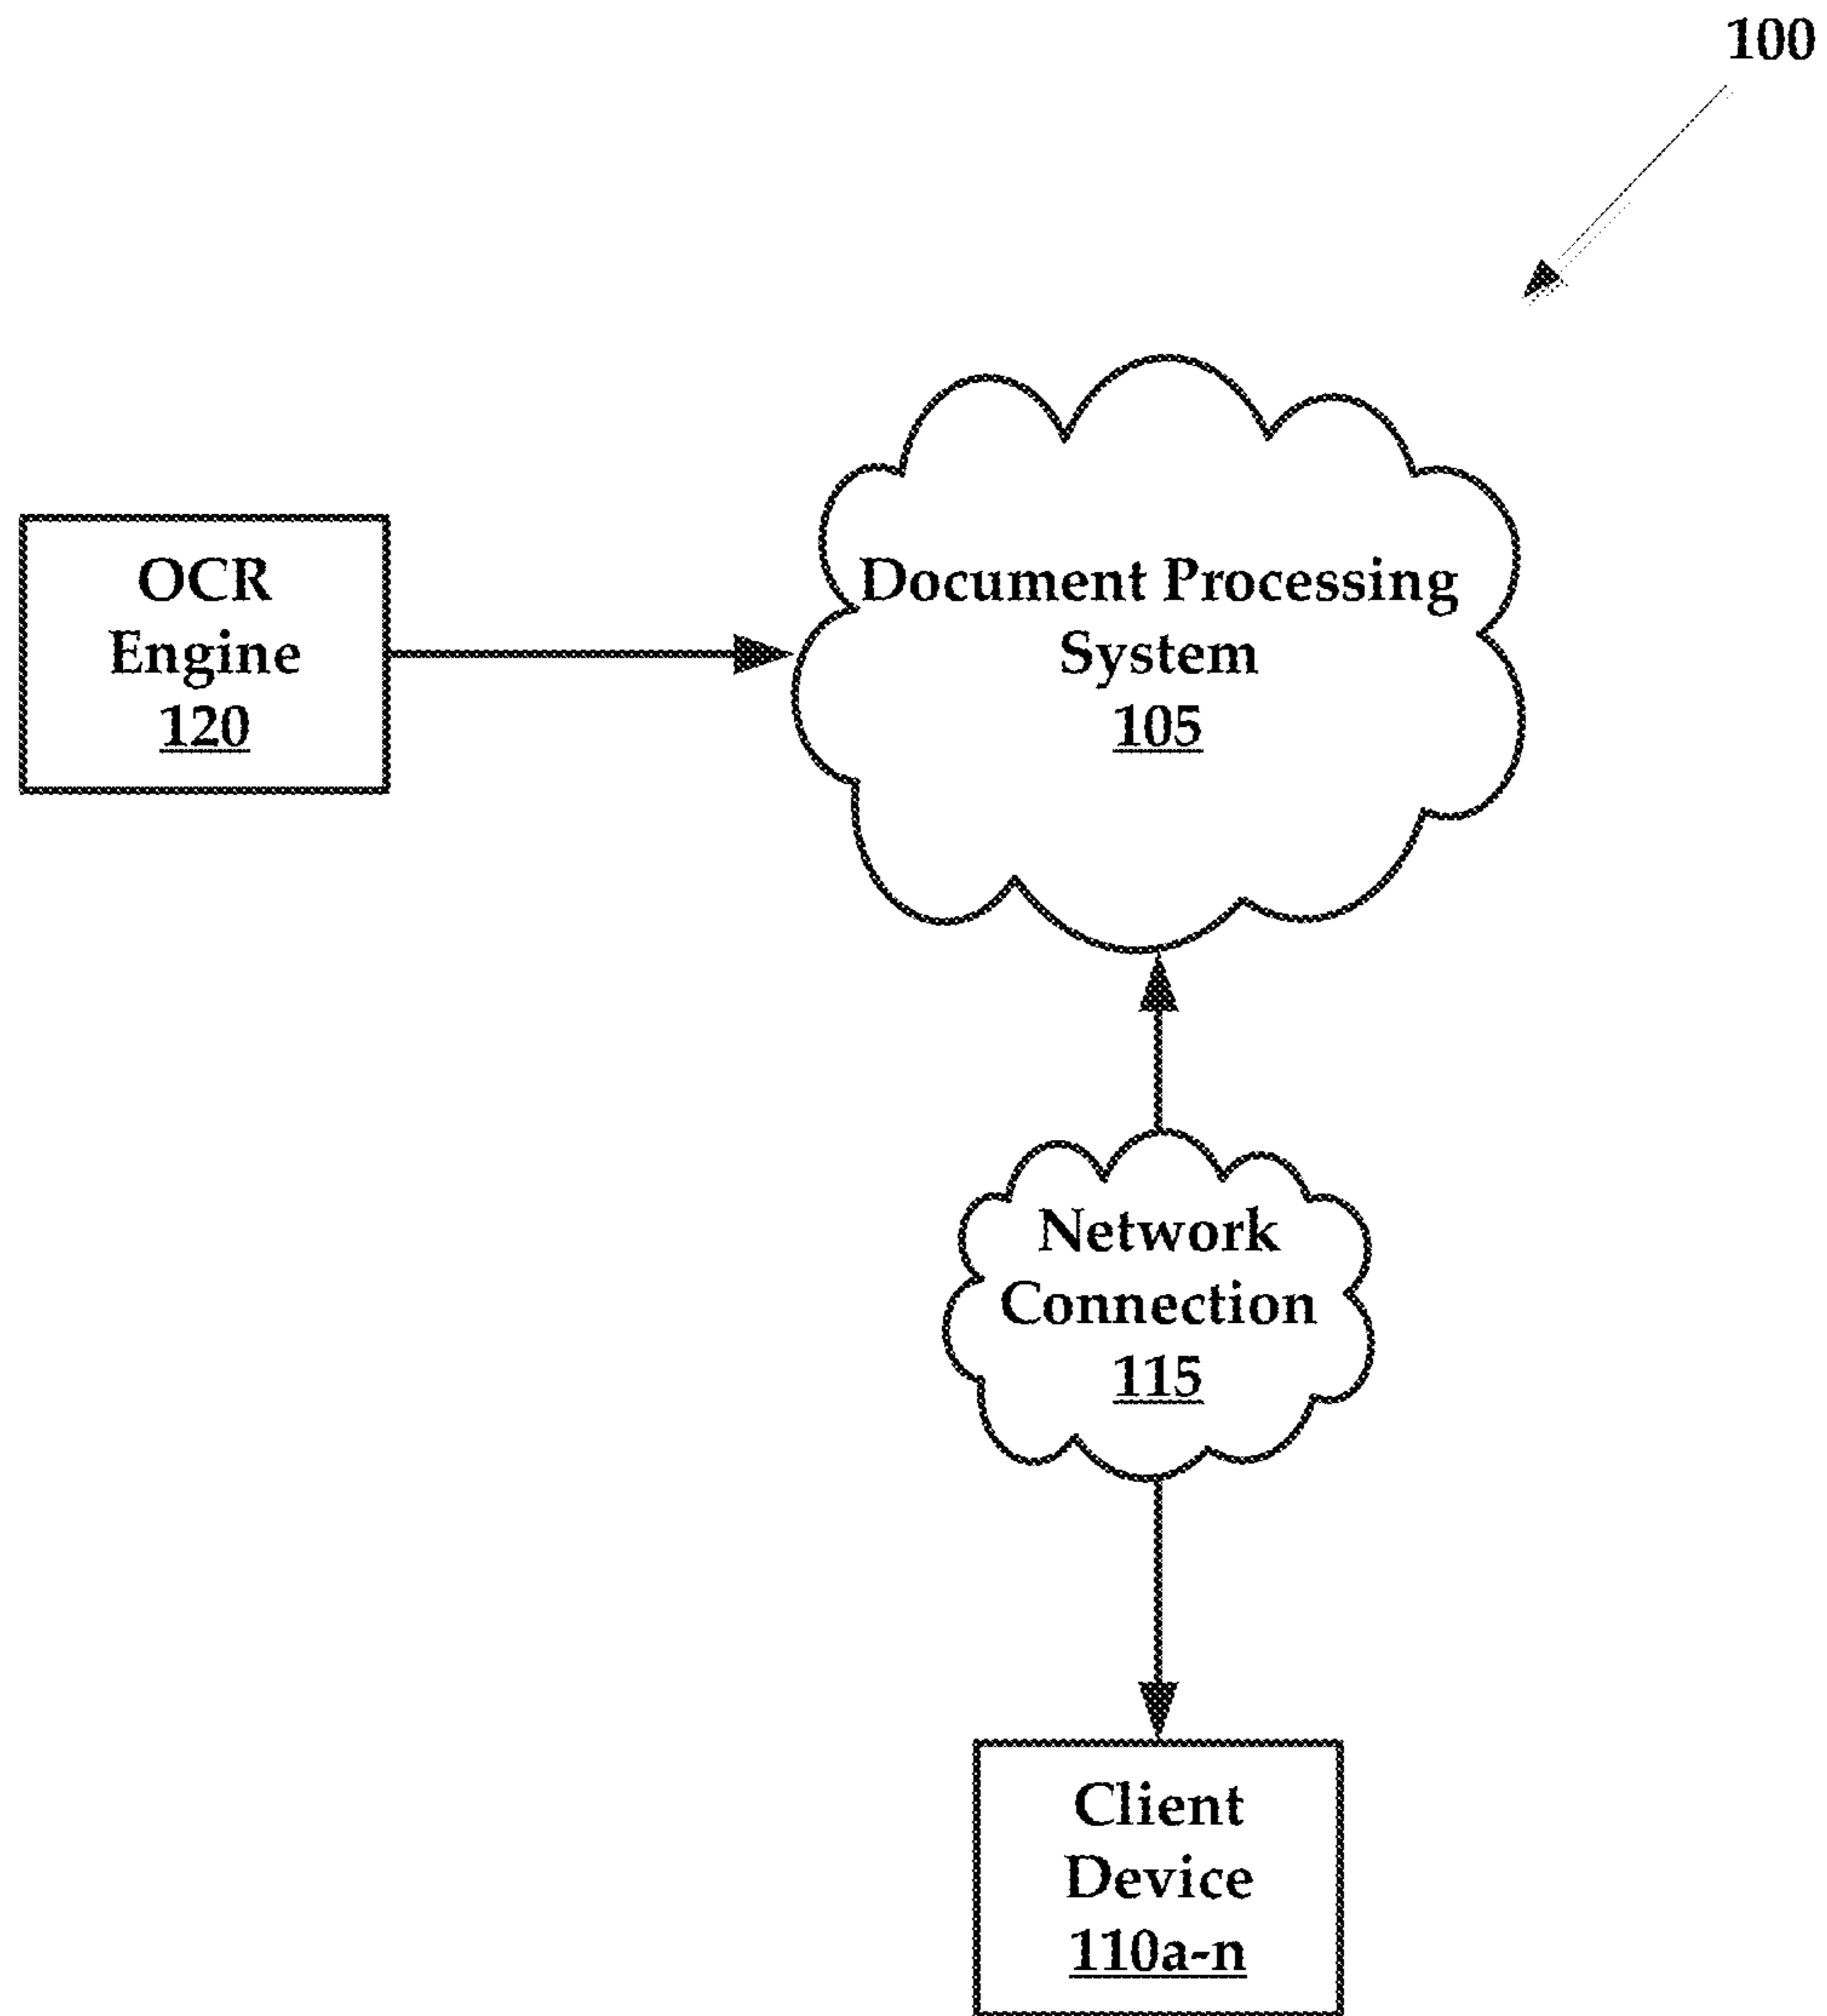 100
OCR
Engine
120
Document Processing
System
105
Network
Connection
115
Client
Device
110a-n